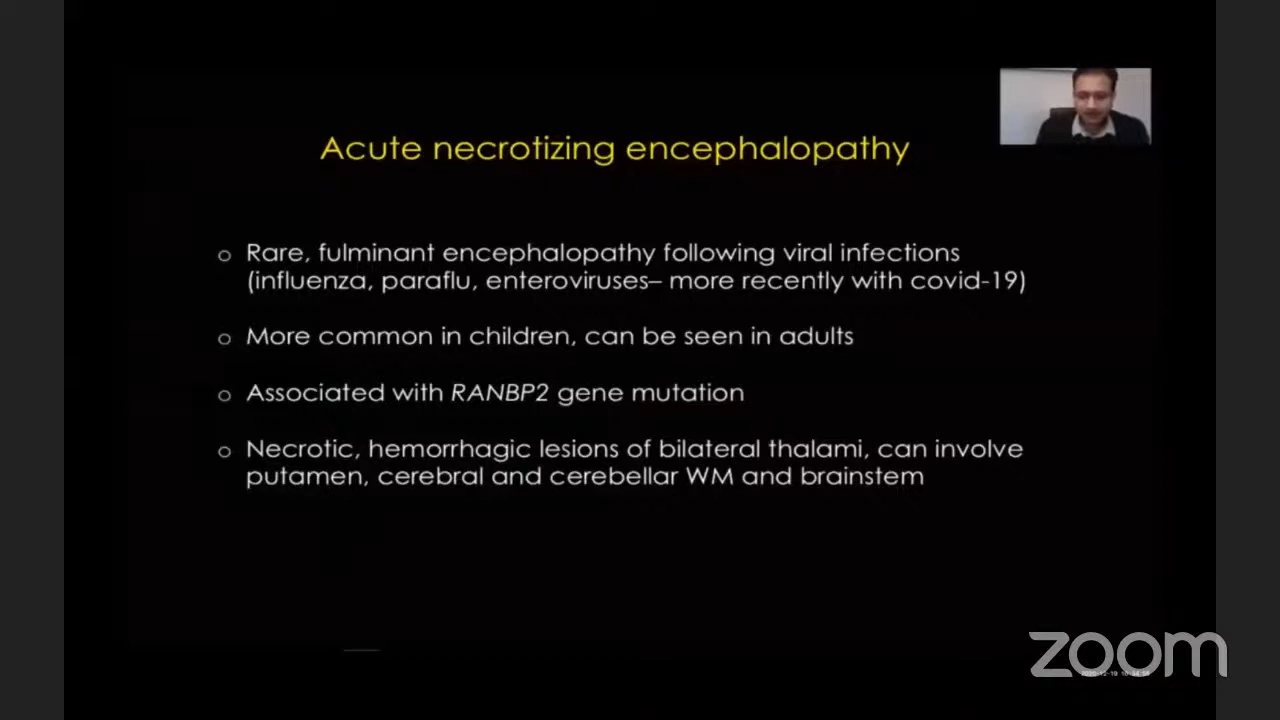 Acute necrotizing encephalopathy
o Rare, fulminant encephalopathy following viral infections
(influenza, paraflu, enteroviruses– more recently with covid-19)
o More common in children, can be seen in adults
o Associated with RANBP2 gene mutation
o Necrotic, hemorrhagic lesions of bilateral thalami, can involve
putamen, cerebral and cerebellar WM and brainstem
zoom